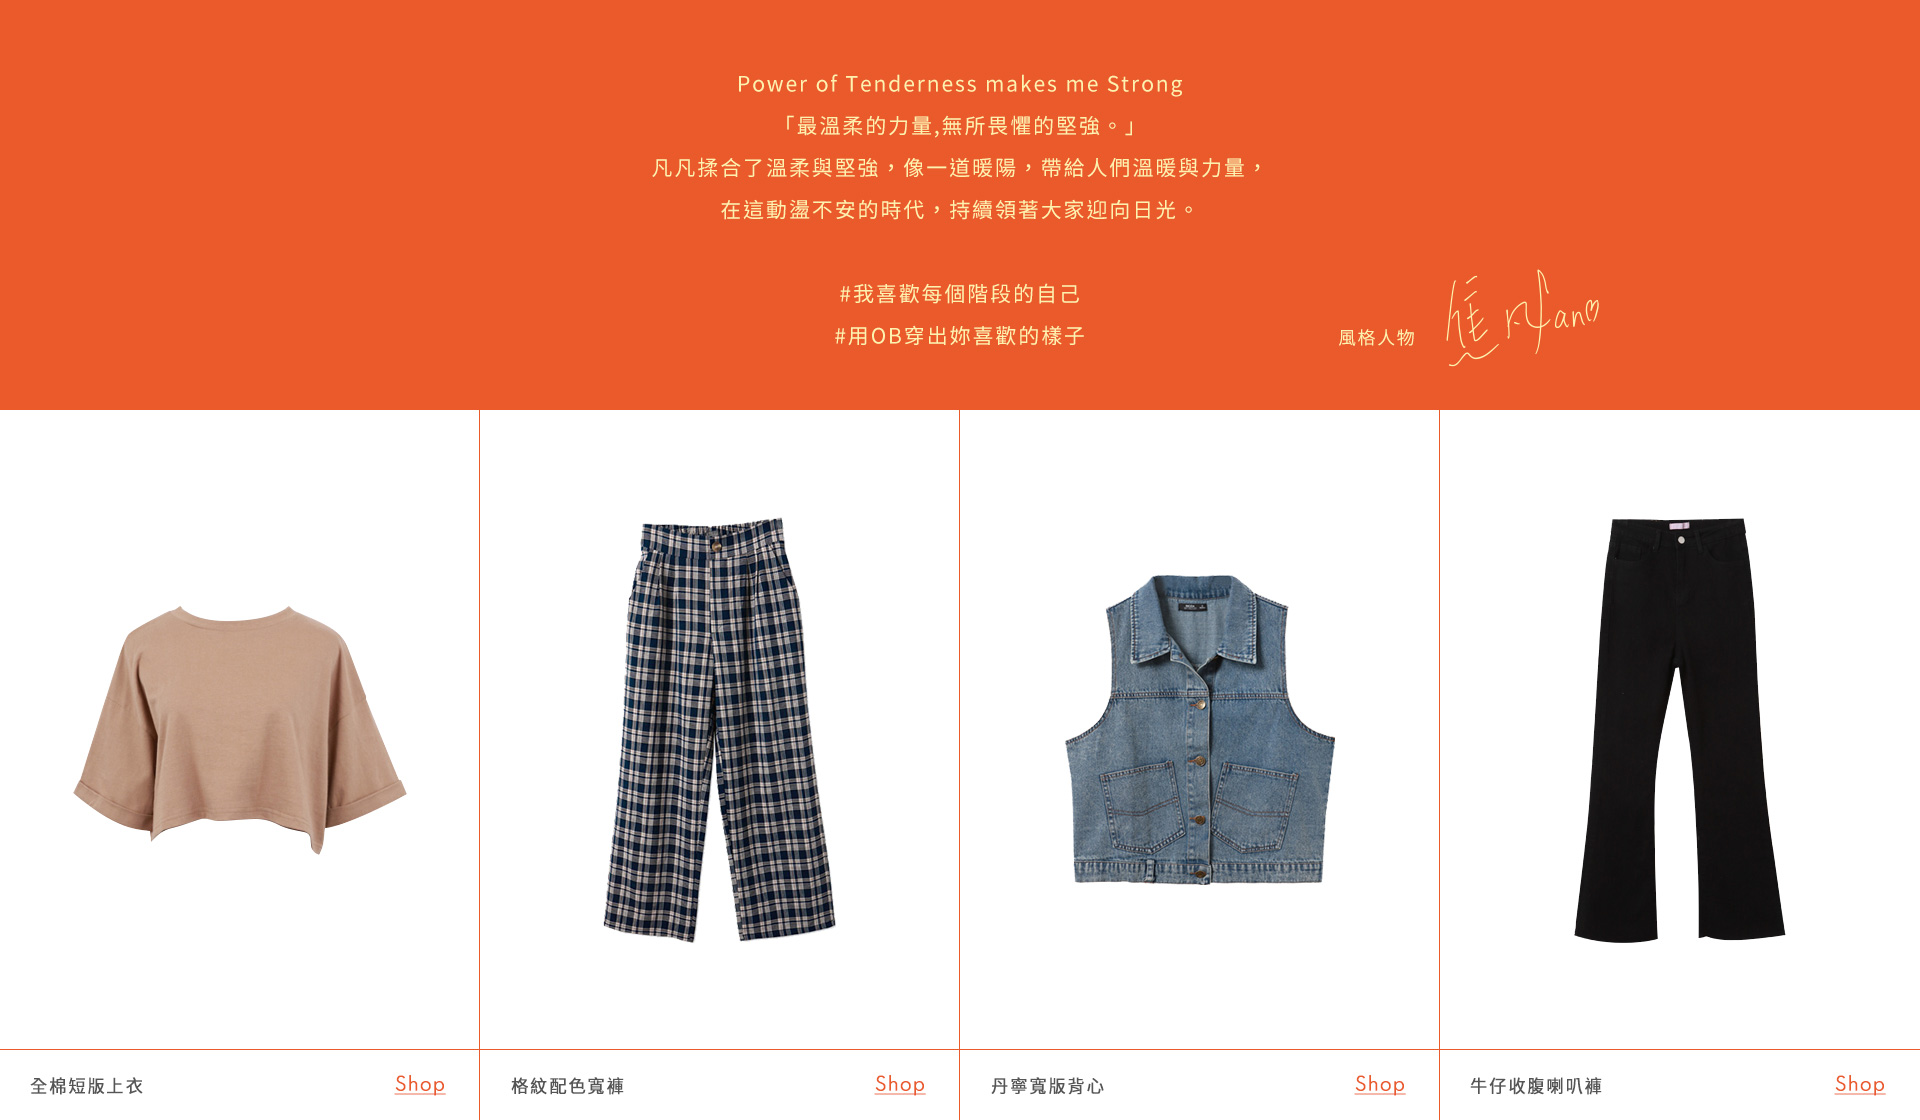 Power of Tenderness makes me Strong
「最溫柔的力量,無所畏懼的堅強。」
凡凡揉合了溫柔與堅強，像一道暖陽，帶給人們溫暖與力量，
在這動盪不安的時代，持續領著大家迎向日光。
#我喜歡每個階段的自己
#用OB穿出妳喜歡的樣子
風格人物
全棉短版上衣 Shop
格紋配色寬褲 Shop
丹寧寬版背心 Shop
牛仔收腹喇叭褲 Shop